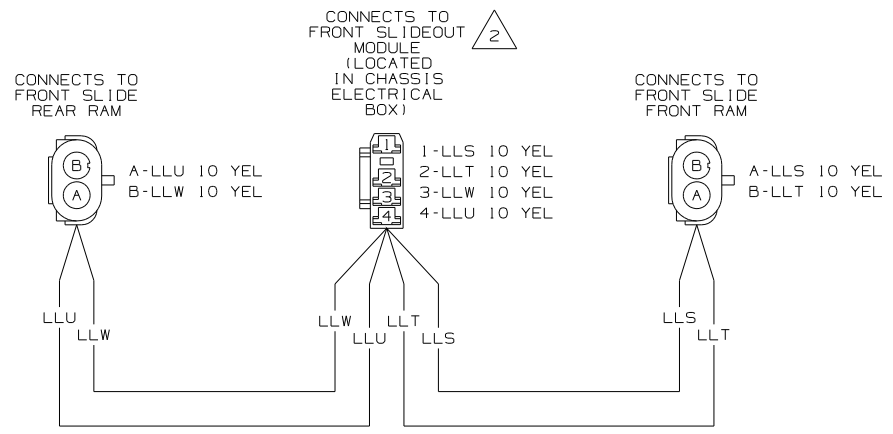 CONNECTS TO
FRONT SLIDEOUT
MODULE
(LOCATED
IN CHASSIS
ELECTRICAL
BOX)
2
CONNECTS TO
FRONT SLIDE
REAR RAM
B
A
A-LLU 10 YEL
B-LLW 10 YEL
1
2
3
4
1-LLS 10 YEL
2-LLT 10 YEL
3-LLW 10 YEL
4-LLU 10 YEL
CONNECTS TO
FRONT SLIDE
FRONT RAM
B
A
A-LLS 10 YEL
B-LLT 10 YEL
LLU
LLW
LLW
LLU
LLT
LLS
LLS
LLT